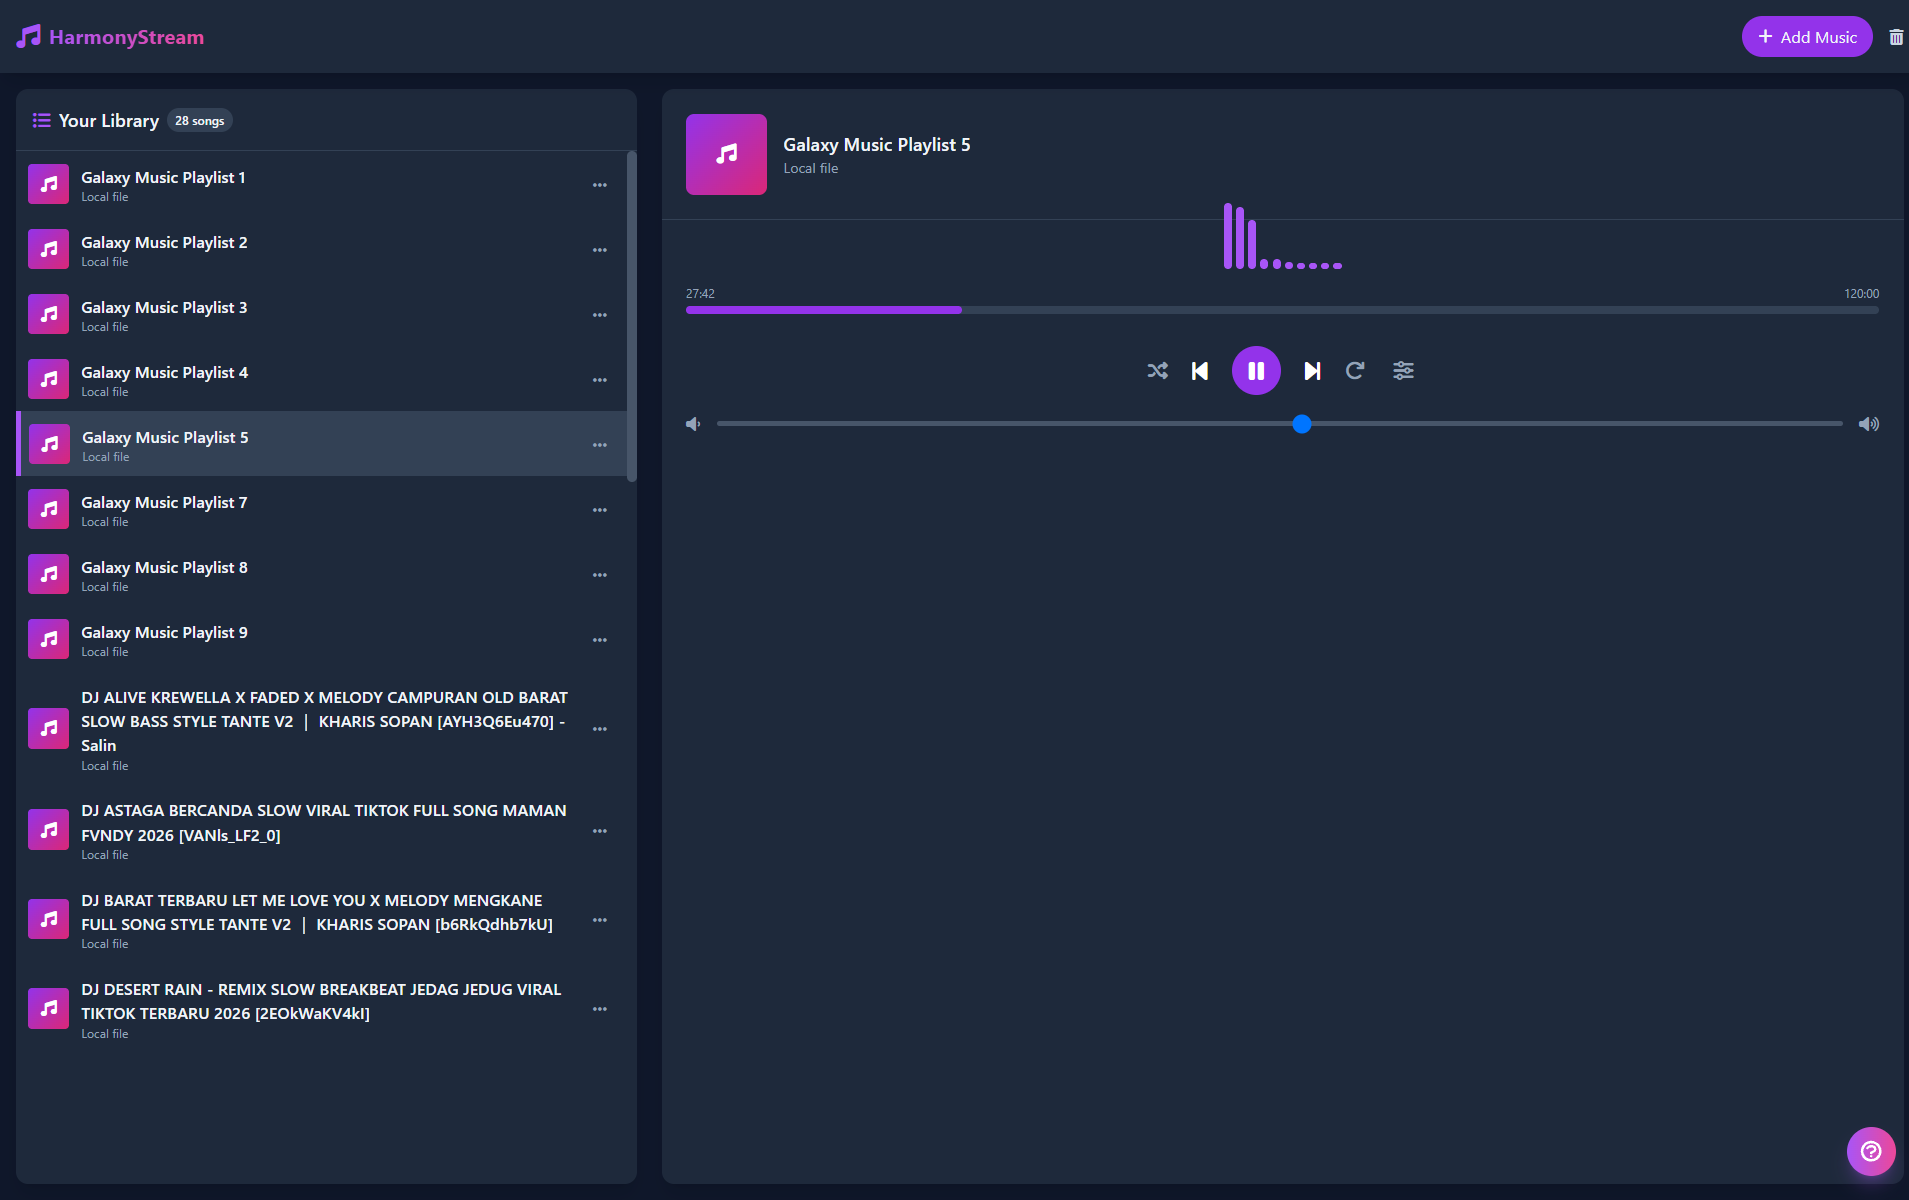 HarmonyStream
Add Music
Your Library
28 songs
Galaxy Music Playlist 1
Local file
Galaxy Music Playlist 2
Local file
Galaxy Music Playlist 3
Local file
Galaxy Music Playlist 4
Local file
Galaxy Music Playlist 5
Local file
Galaxy Music Playlist 7
Local file
Galaxy Music Playlist 8
Local file
Galaxy Music Playlist 9
Local file
DJ ALIVE KREWELLA X FADED X MELODY CAMPURAN OLD BARAT
SLOW BASS STYLE TANTE V2 | KHARIS SOPAN [AYH3Q6Eu470] -
Salin
Local file
DJ ASTAGA BERCANDA SLOW VIRAL TIKTOK FULL SONG MAMAN
FVNDY 2026 [VANls_LF2_0]
Local file
DJ BARAT TERBARU LET ME LOVE YOU X MELODY MENGKANE
FULL SONG STYLE TANTE V2 | KHARIS SOPAN [b6RkQdhb7kU]
Local file
DJ DESERT RAIN - REMIX SLOW BREAKBEAT JEDAG JEDUG VIRAL
TIKTOK TERBARU 2026 [2EOkWaKV4kI]
Local file
Galaxy Music Playlist 5
Local file
27:42
120:00